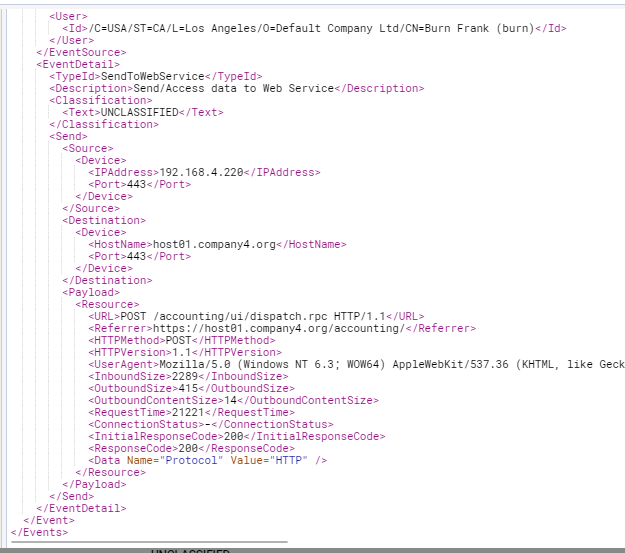 <User>
<Id>/C=USA/ST=CA/L=Los Angeles/O=Default Company Ltd/CN=Burn Frank (burn)</Id>
</User>
</EventSource>
<EventDetail>
<TypeId>SendToWebService</TypeId>
<Description>Send/Access data to Web Service</Description>
<Classification>
<Text>UNCLASSIFIED</Text>
</Classification>
<Send>
<Source>
<Device>
<IPAddress>192.168.4.220</IPAddress>
<Port>443</Port>
</Device>
</Source>
<Destination>
<Device>
<HostName>host01.company4.org</HostName>
<Port>443</Port>
</Device>
</Destination>
<Payload>
<Resource>
<URL>POST /accounting/ui/dispatch.rpc HTTP/1.1</URL>
<Referrer>https://host01.company4.org/accounting/</Referrer>
<HTTPMethod>POST</HTTPMethod>
<HTTPVersion>1.1</HTTPVersion>
<UserAgent>Mozilla/5.0 (Windows NT 6.3; WOW64) AppleWebKit/537.36 (KHTML, like Geck
<InboundSize>2289</InboundSize>
<OutboundSize>415</OutboundSize>
<OutboundContentSize>14</OutboundContentSize>
<RequestTime>21221</RequestTime>
<ConnectionStatus>-</ConnectionStatus>
<InitialResponseCode>200</InitialResponseCode>
<ResponseCode>200</ResponseCode>
<Data Name="Protocol" Value="HTTP" />
</Resource>
</Payload>
</Send>
</EventDetail>
</Event>
</Events>
UNCLASSIFIED